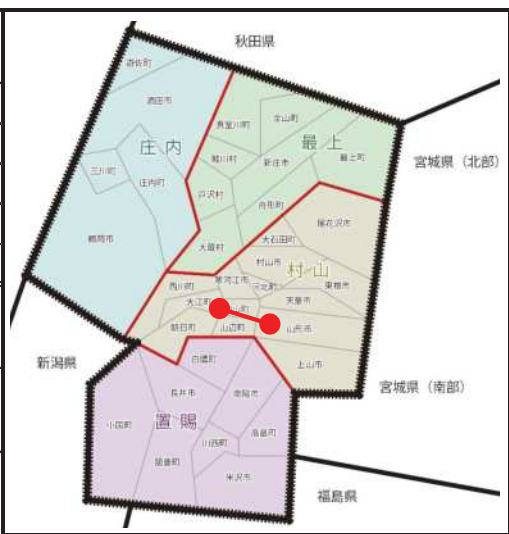 秋田県
遊佐町
酒田市
金山町
真室川町
最上
庄内
鮭川村
新庄市
最上町
宮城県（北部）
三川町
庄内町
戸沢村
舟形町
尾花沢市
鶴岡市
大蔵村
大石田町
村山市
村山
西川町
寒河江市
河北町
東根市
大江町
天童市
朝日町
山辺町
山形市
新潟県
白鷹町
上山市
宮城県（南部）
長井市
南陽市
小国町
置賜
高畠町
川西町
飯豊町
米沢市
福島県